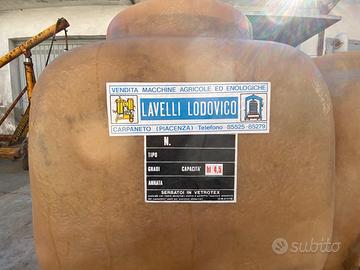 VENDITA MACCHINE AGRICOLE ED ENOLOGICHE
LAVELLI LODOVICO
CARPANETO (PIACENZA) Telefono 85525-85279
N.
TIPO
GRADI CAPACITÀ Hl 4,5
ANNATA
SERBATOI IN VETROTEX
subito